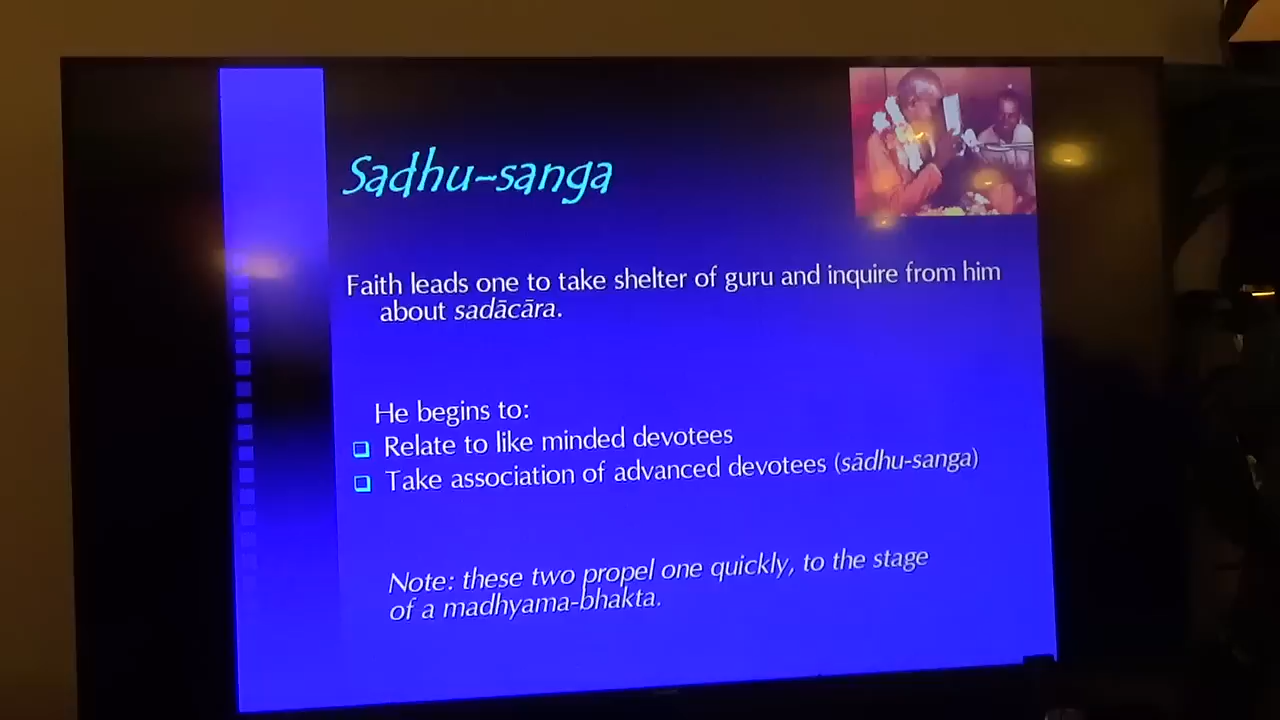 Sadhu-sanga
Faith leads one to take shelter of guru and inquire from him
about sadācāra.
He begins to:
Relate to like minded devotees
Take association of advanced devotees (sādhu-sanga)
Note: these two propel one quickly, to the stage
of a madhyama-bhakta.